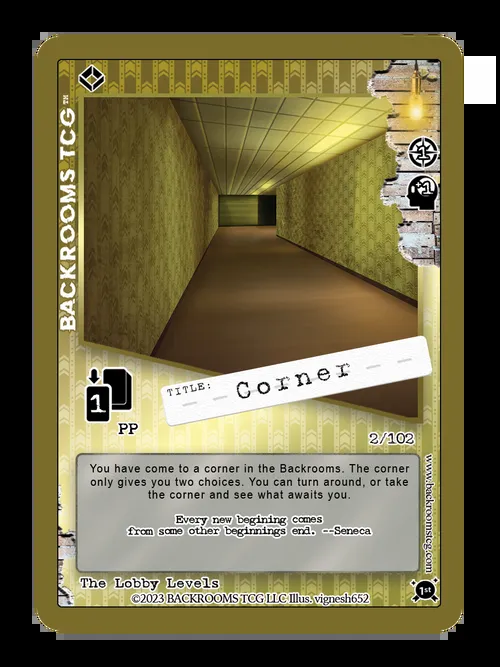 BACKROOMS TCG™
1
TITLE: Corner
1
PP
2/102
You have come to a corner in the Backrooms. The corner
only gives you two choices. You can turn around, or take
the corner and see what awaits you.
Every new begining comes
from some other beginnings end. --Seneca
www.backroomstcg.com
The Lobby Levels
©2023 BACKROOMS TCG LLC Illus. vignesh652
1st